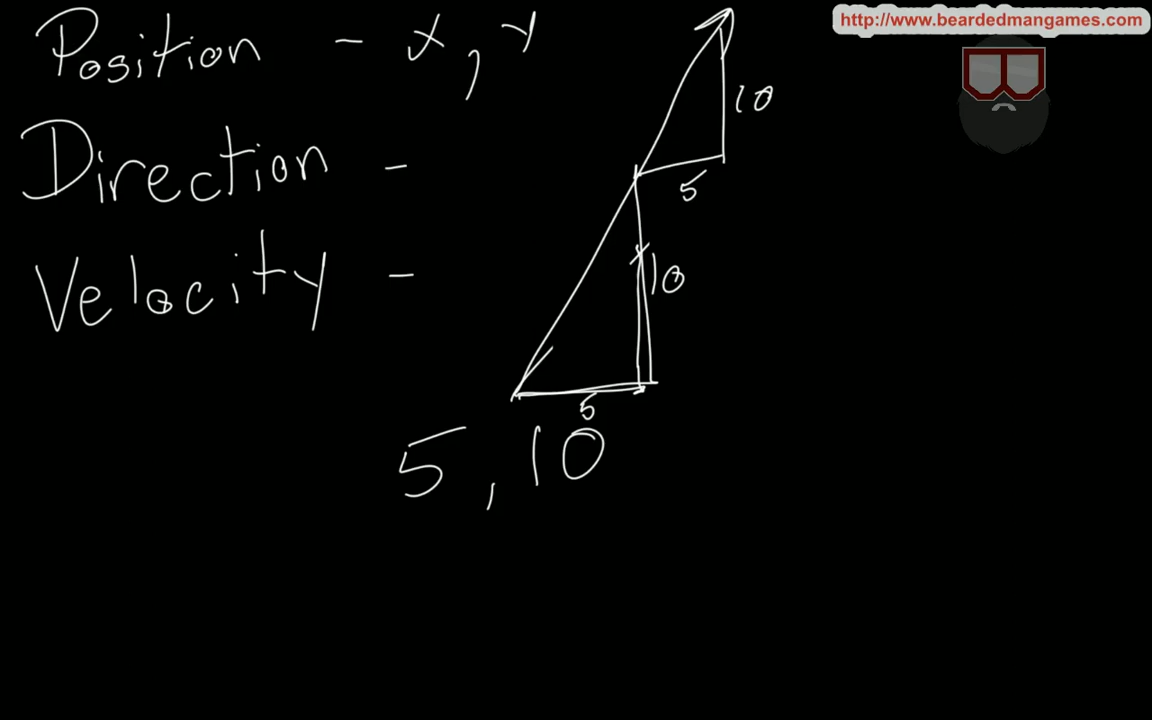 http://www.beardedmangames.com
Position - x, y
10
Direction -
5
Velocity -
10
5
5, 10